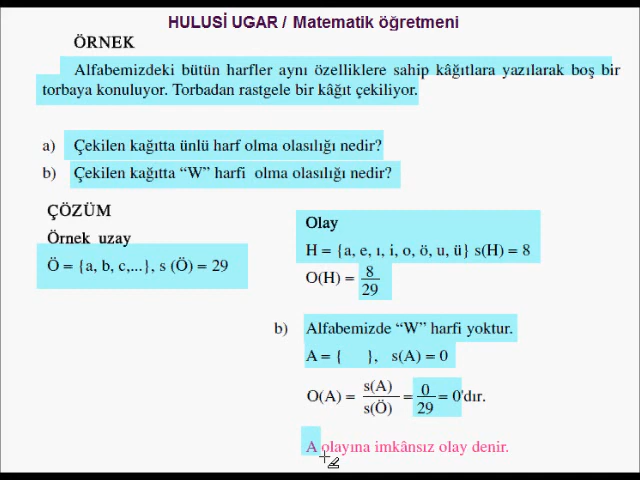 HULUSİ UGAR / Matematik öğretmeni
ÖRNEK
Alfabemizdeki bütün harfler aynı özelliklere sahip kâğıtlara yazılarak boş bir
torbaya konuluyor. Torbadan rastgele bir kâğıt çekiliyor.
a) Çekilen kağıtta ünlü harf olma olasılığı nedir?
b) Çekilen kağıtta “W” harfi olma olasılığı nedir?
ÇÖZÜM
Örnek uzay
Ö = {a, b, c,...}, s (Ö) = 29
Olay
H = {a, e, ı, i, o, ö, u, ü} s(H) = 8
O(H) = 8/29
b) Alfabemizde “W” harfi yoktur.
A = { }, s(A) = 0
O(A) = s(A)/s(Ö) = 0/29 = 0'dır.
A olayına imkânsız olay denir.